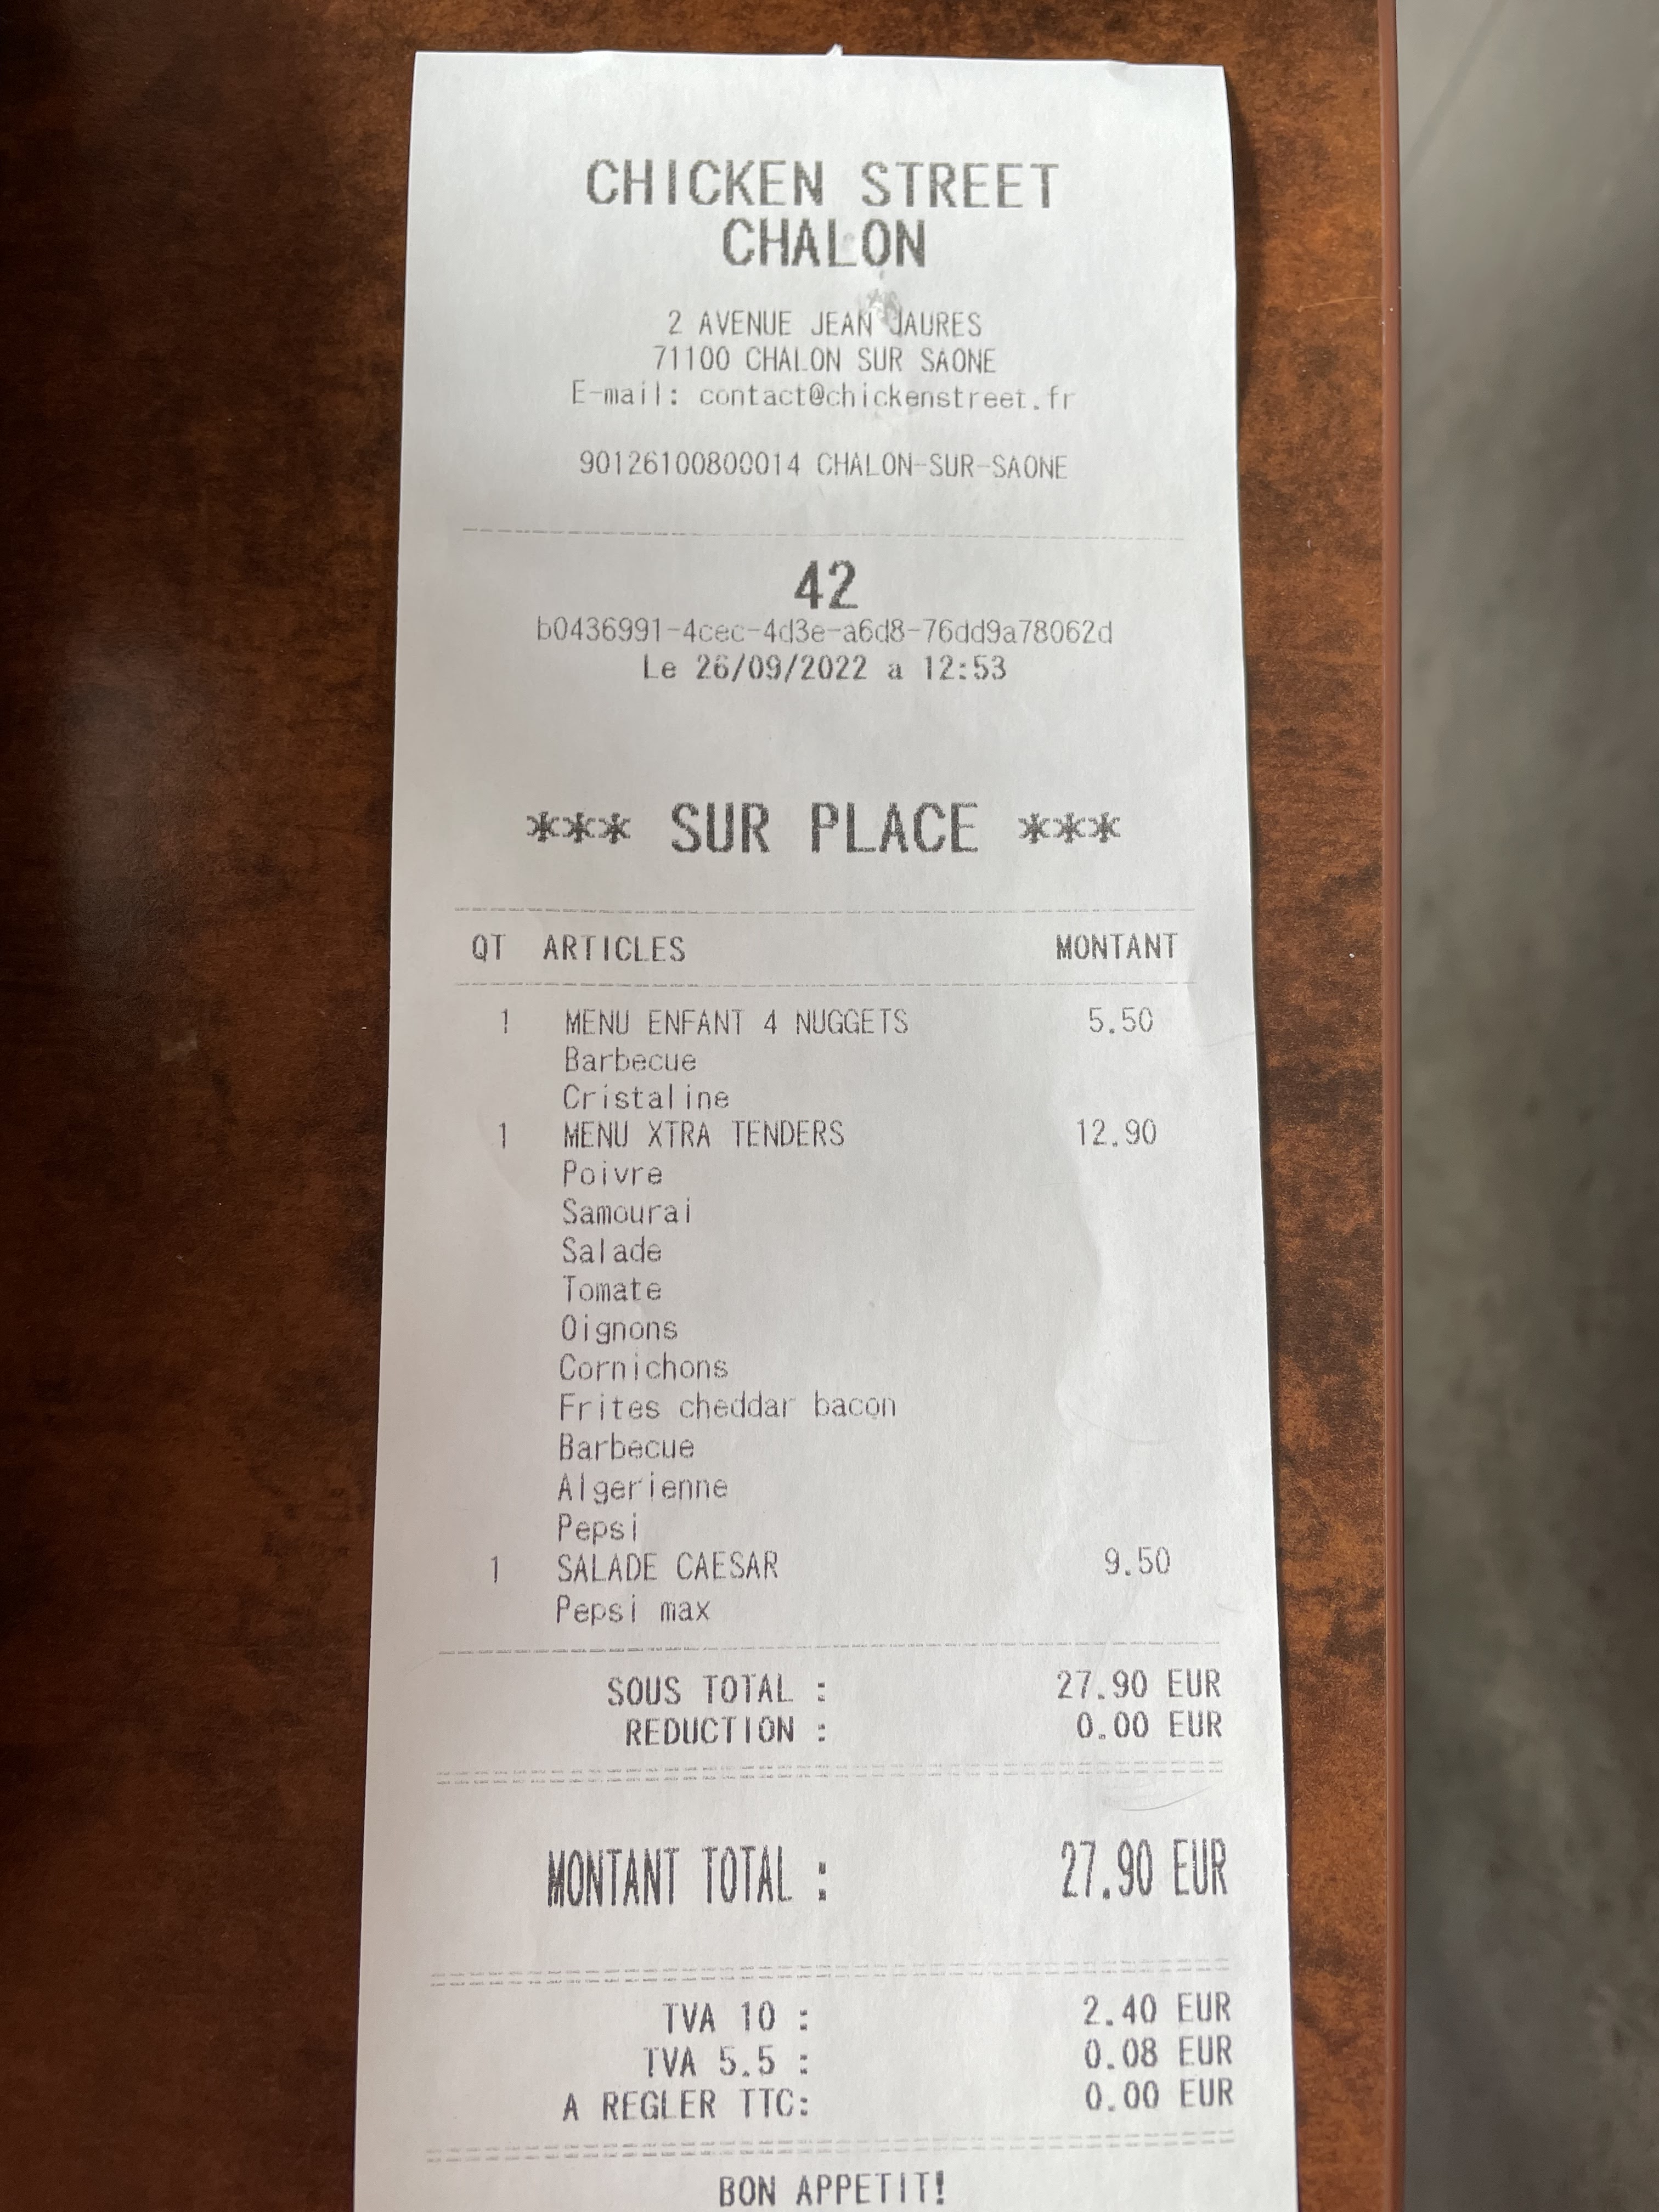 CHICKEN STREET
CHALON
2 AVENUE JEAN JAURES
71100 CHALON SUR SAONE
E-mail: contact@chickenstreet.fr
90126100800014 CHALON-SUR-SAONE
42
b0436991-4cec-4d3e-a6d8-76dd9a78062d
Le 26/09/2022 a 12:53
*** SUR PLACE ***
QT ARTICLES MONTANT
1 MENU ENFANT 4 NUGGETS 5.50
Barbecue
Cristaline
1 MENU XTRA TENDERS 12.90
Poivre
Samourai
Salade
Tomate
Oignons
Cornichons
Frites cheddar bacon
Barbecue
Algerienne
Pepsi
1 SALADE CAESAR 9.50
Pepsi max
SOUS TOTAL : 27.90 EUR
REDUCTION : 0.00 EUR
MONTANT TOTAL : 27.90 EUR
TVA 10 : 2.40 EUR
TVA 5.5 : 0.08 EUR
A REGLER TTC: 0.00 EUR
BON APPETIT!